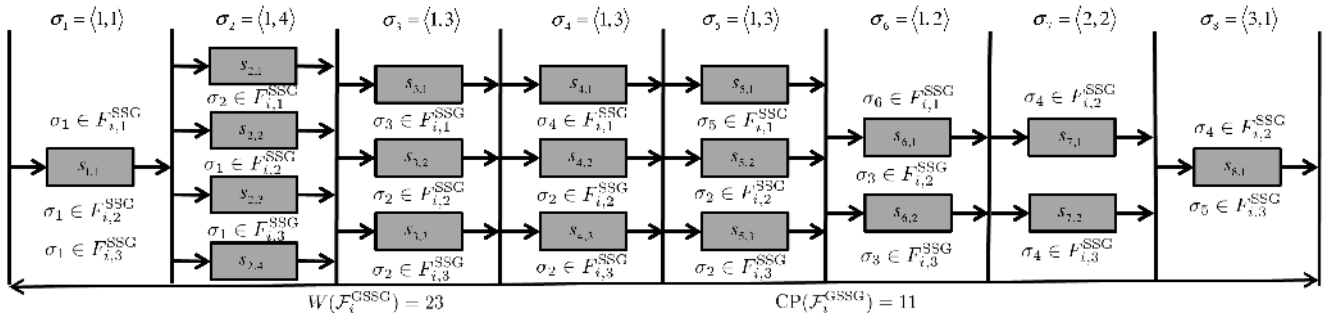 σ₁ = ⟨1,1⟩ σ₂ = ⟨1,4⟩ σ₃ = ⟨1,3⟩ σ₄ = ⟨1,3⟩ σ₅ = ⟨1,3⟩ σ₆ = ⟨1,2⟩ σ₇ = ⟨2,2⟩ σ₈ = ⟨3,1⟩
s₂,₁
s₃,₁ s₄,₁ s₅,₁
σ₂ ∈ F_{i,1}^{SSG} σ₆ ∈ F_{i,1}^{SSG} σ₄ ∈ F_{i,2}^{SSG}
σ₁ ∈ F_{i,1}^{SSG} σ₃ ∈ F_{i,1}^{SSG} σ₄ ∈ F_{i,1}^{SSG} σ₅ ∈ F_{i,1}^{SSG} σ₄ ∈ F_{i,2}^{SSG}
s₂,₂ s₆,₁ s₇,₁
s₁,₁ σ₁ ∈ F_{i,2}^{SSG} s₃,₂ s₄,₂ s₅,₂ s₈,₁
σ₃ ∈ F_{i,2}^{SSG}
σ₁ ∈ F_{i,2}^{SSG} s₂,₃ σ₂ ∈ F_{i,2}^{SSG} σ₂ ∈ F_{i,2}^{SSG} σ₂ ∈ F_{i,2}^{SSG} σ₅ ∈ F_{i,3}^{SSG}
s₆,₂ s₇,₂
σ₁ ∈ F_{i,3}^{SSG} σ₁ ∈ F_{i,3}^{SSG} s₃,₃ s₄,₃ s₅,₃
σ₃ ∈ F_{i,3}^{SSG} σ₄ ∈ F_{i,3}^{SSG}
s₂,₄ σ₂ ∈ F_{i,3}^{SSG} σ₂ ∈ F_{i,3}^{SSG} σ₂ ∈ F_{i,3}^{SSG}
W(𝓕_i^{GSSG}) = 23 CP(𝓕_i^{GSSG}) = 11